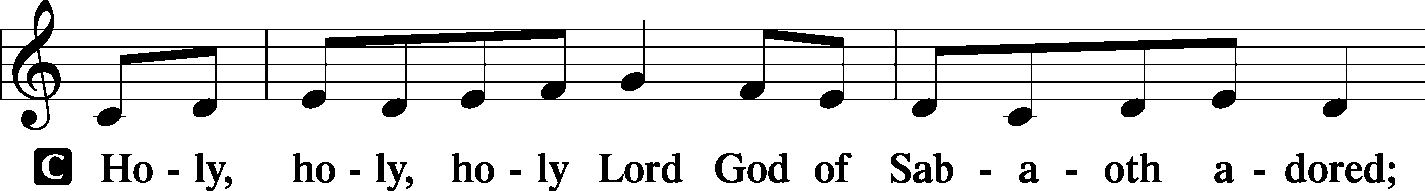 C Ho - ly, ho - ly, ho - ly Lord God of Sab - a - oth a - dored;